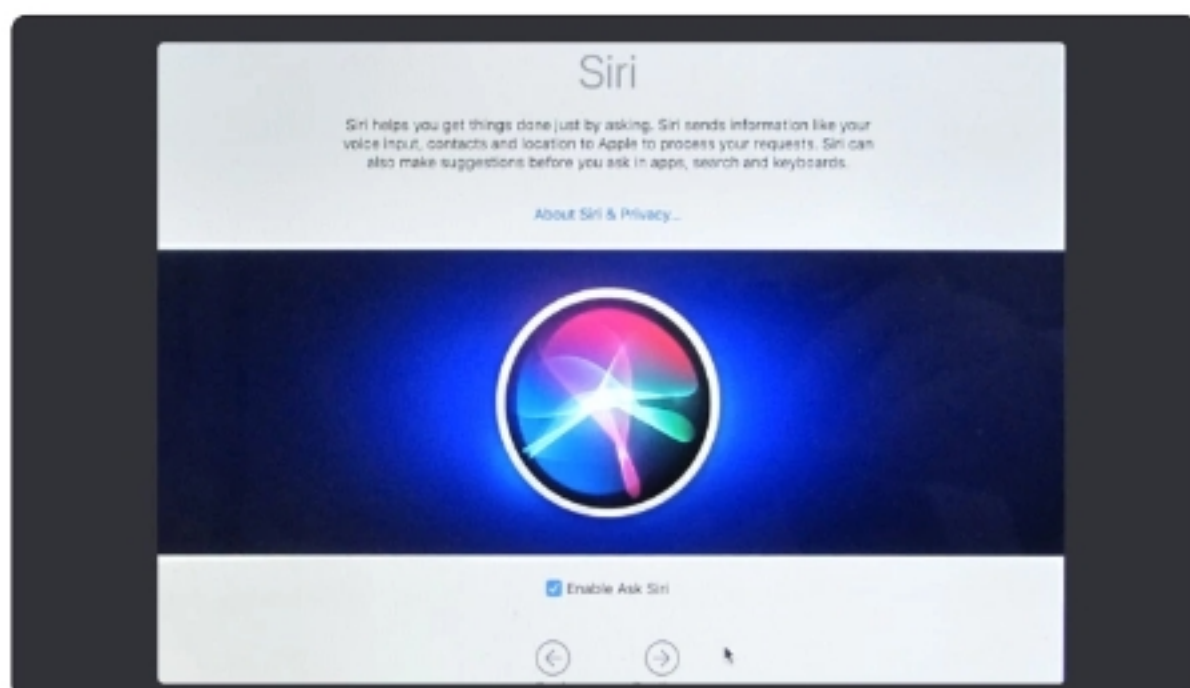 Siri
Siri helps you get things done just by asking. Siri sends information like your
voice input, contacts and location to Apple to process your requests. Siri can
also make suggestions before you ask in apps, search and keyboards.
About Siri & Privacy...
Enable Ask Siri